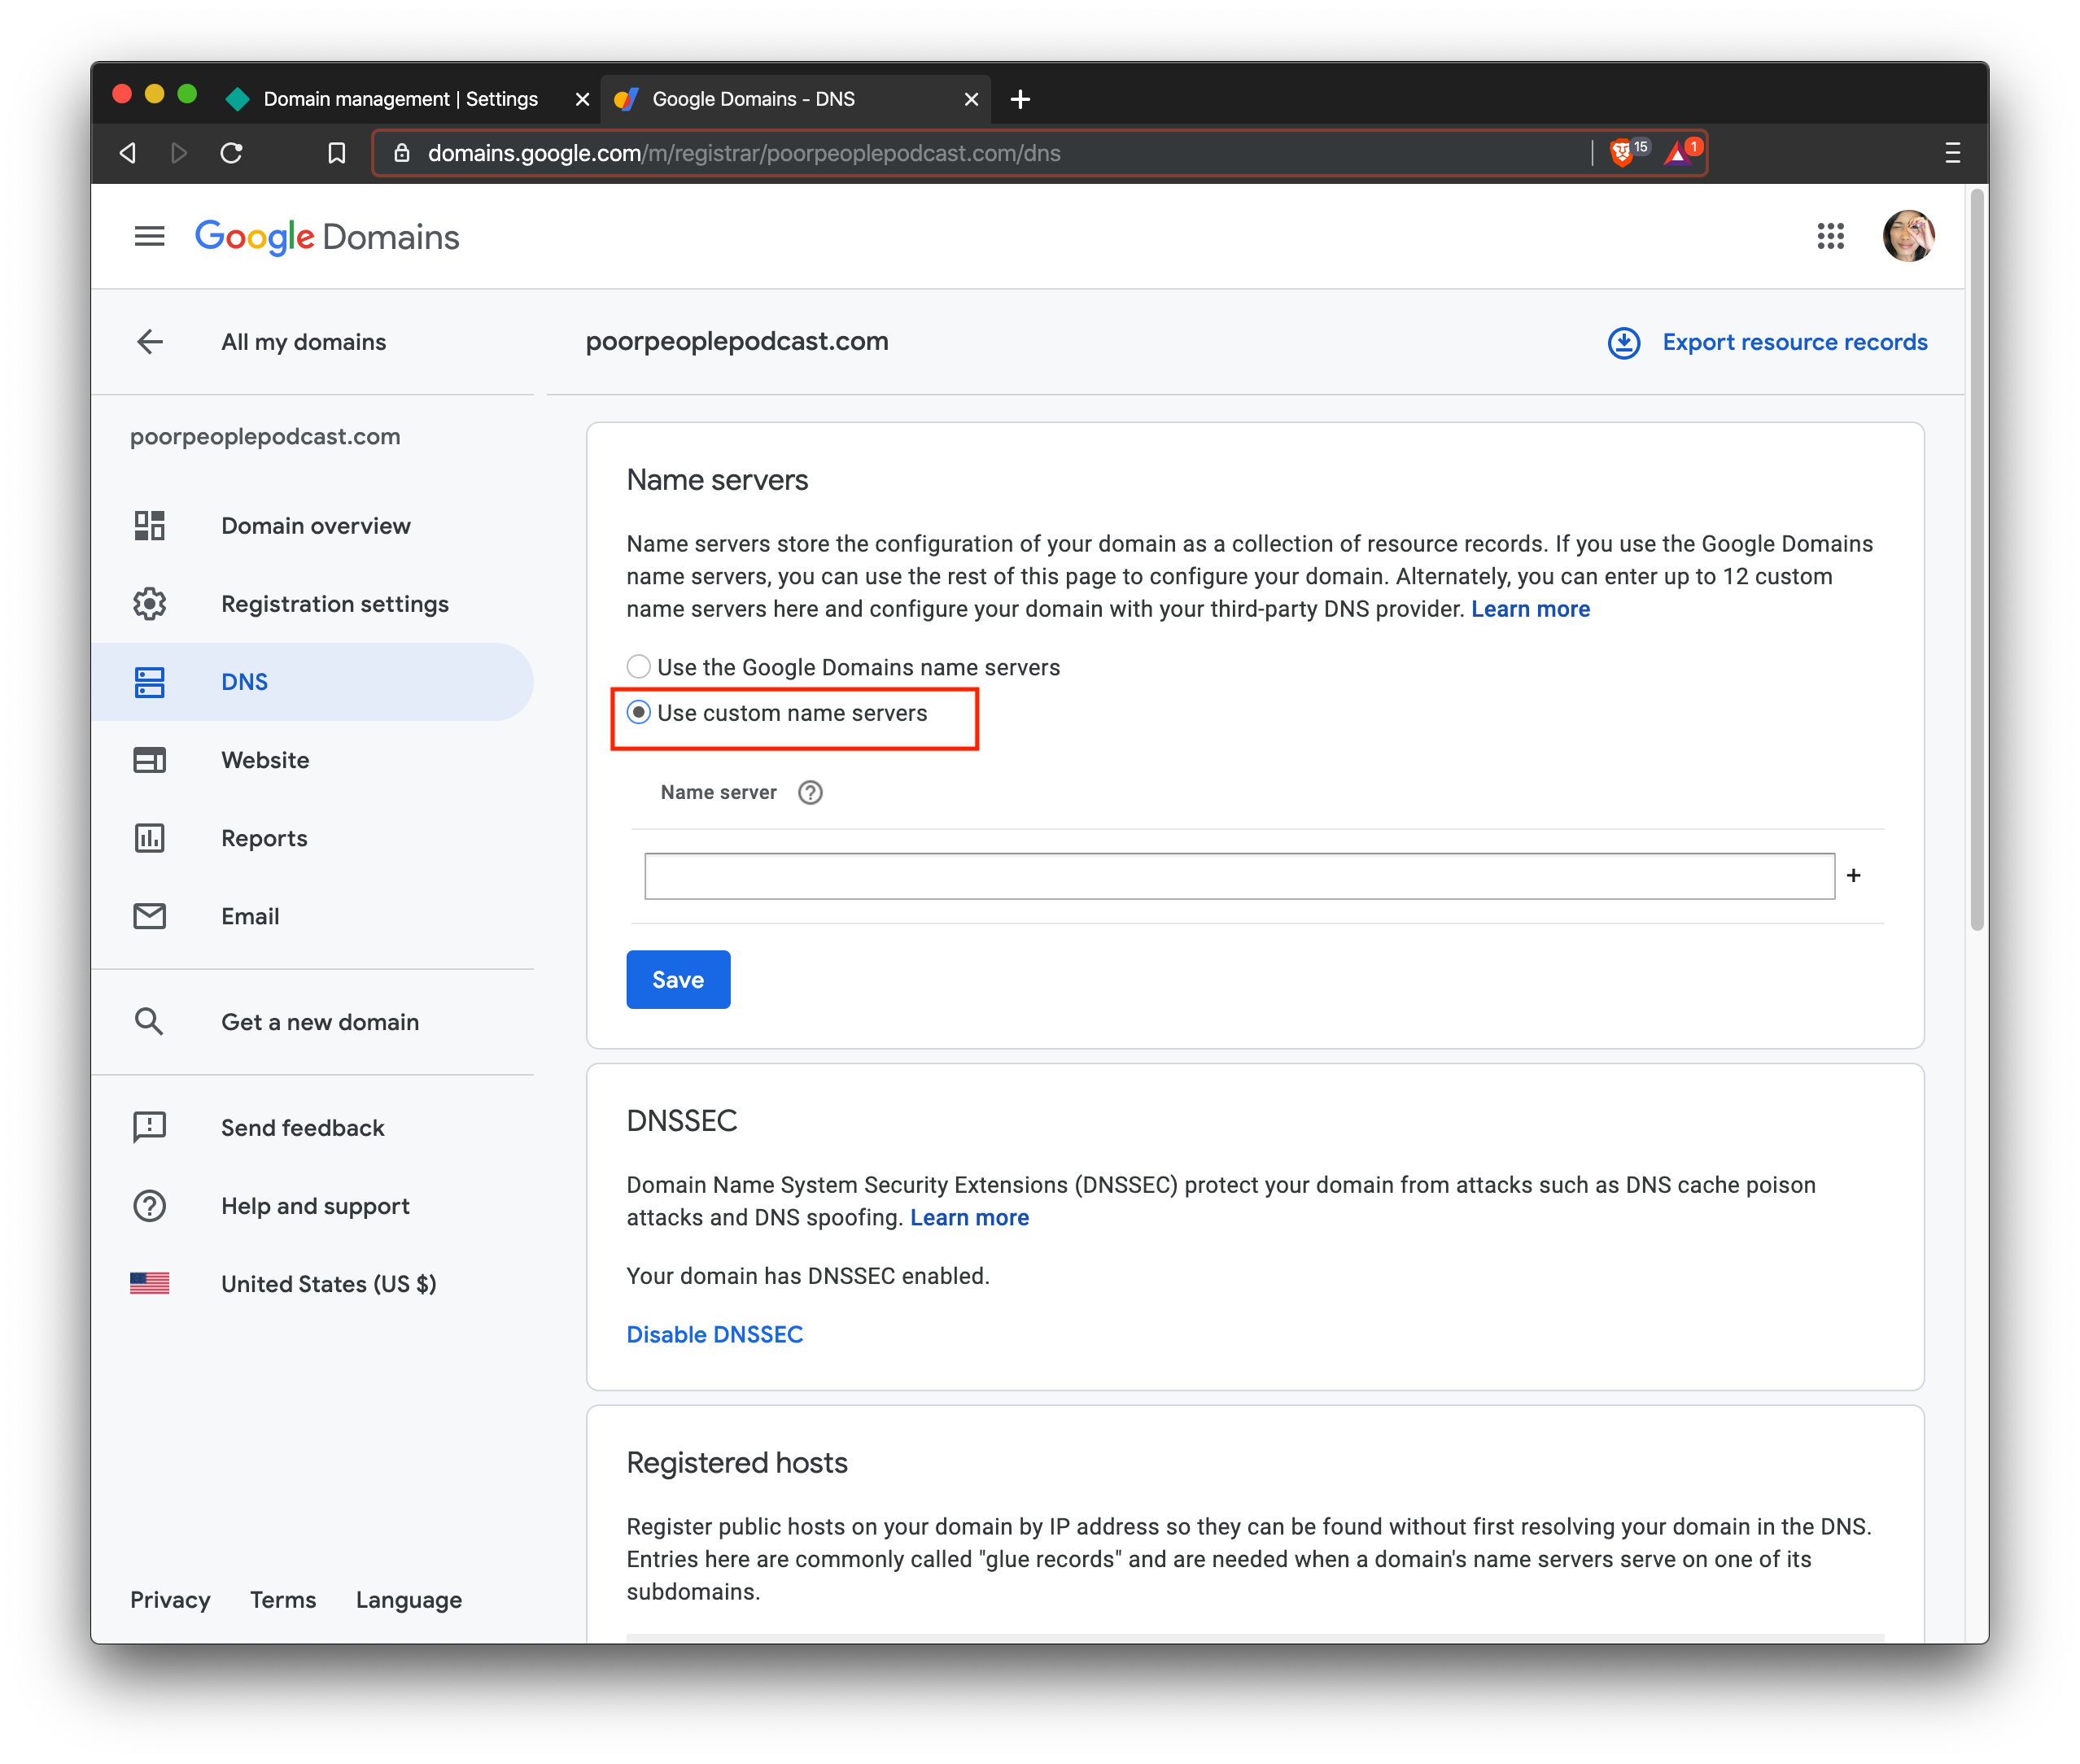 Domain management | Settings
Google Domains - DNS
domains.google.com/m/registrar/poorpeoplepodcast.com/dns
15
1
Google Domains
All my domains
poorpeoplepodcast.com
Export resource records
poorpeoplepodcast.com
Domain overview
Registration settings
DNS
Website
Reports
Email
Get a new domain
Send feedback
Help and support
United States (US $)
Privacy
Terms
Language
Name servers
Name servers store the configuration of your domain as a collection of resource records. If you use the Google Domains
name servers, you can use the rest of this page to configure your domain. Alternately, you can enter up to 12 custom
name servers here and configure your domain with your third-party DNS provider. Learn more
Use the Google Domains name servers
Use custom name servers
Name server
Save
DNSSEC
Domain Name System Security Extensions (DNSSEC) protect your domain from attacks such as DNS cache poison
attacks and DNS spoofing. Learn more
Your domain has DNSSEC enabled.
Disable DNSSEC
Registered hosts
Register public hosts on your domain by IP address so they can be found without first resolving your domain in the DNS.
Entries here are commonly called "glue records" and are needed when a domain's name servers serve on one of its
subdomains.